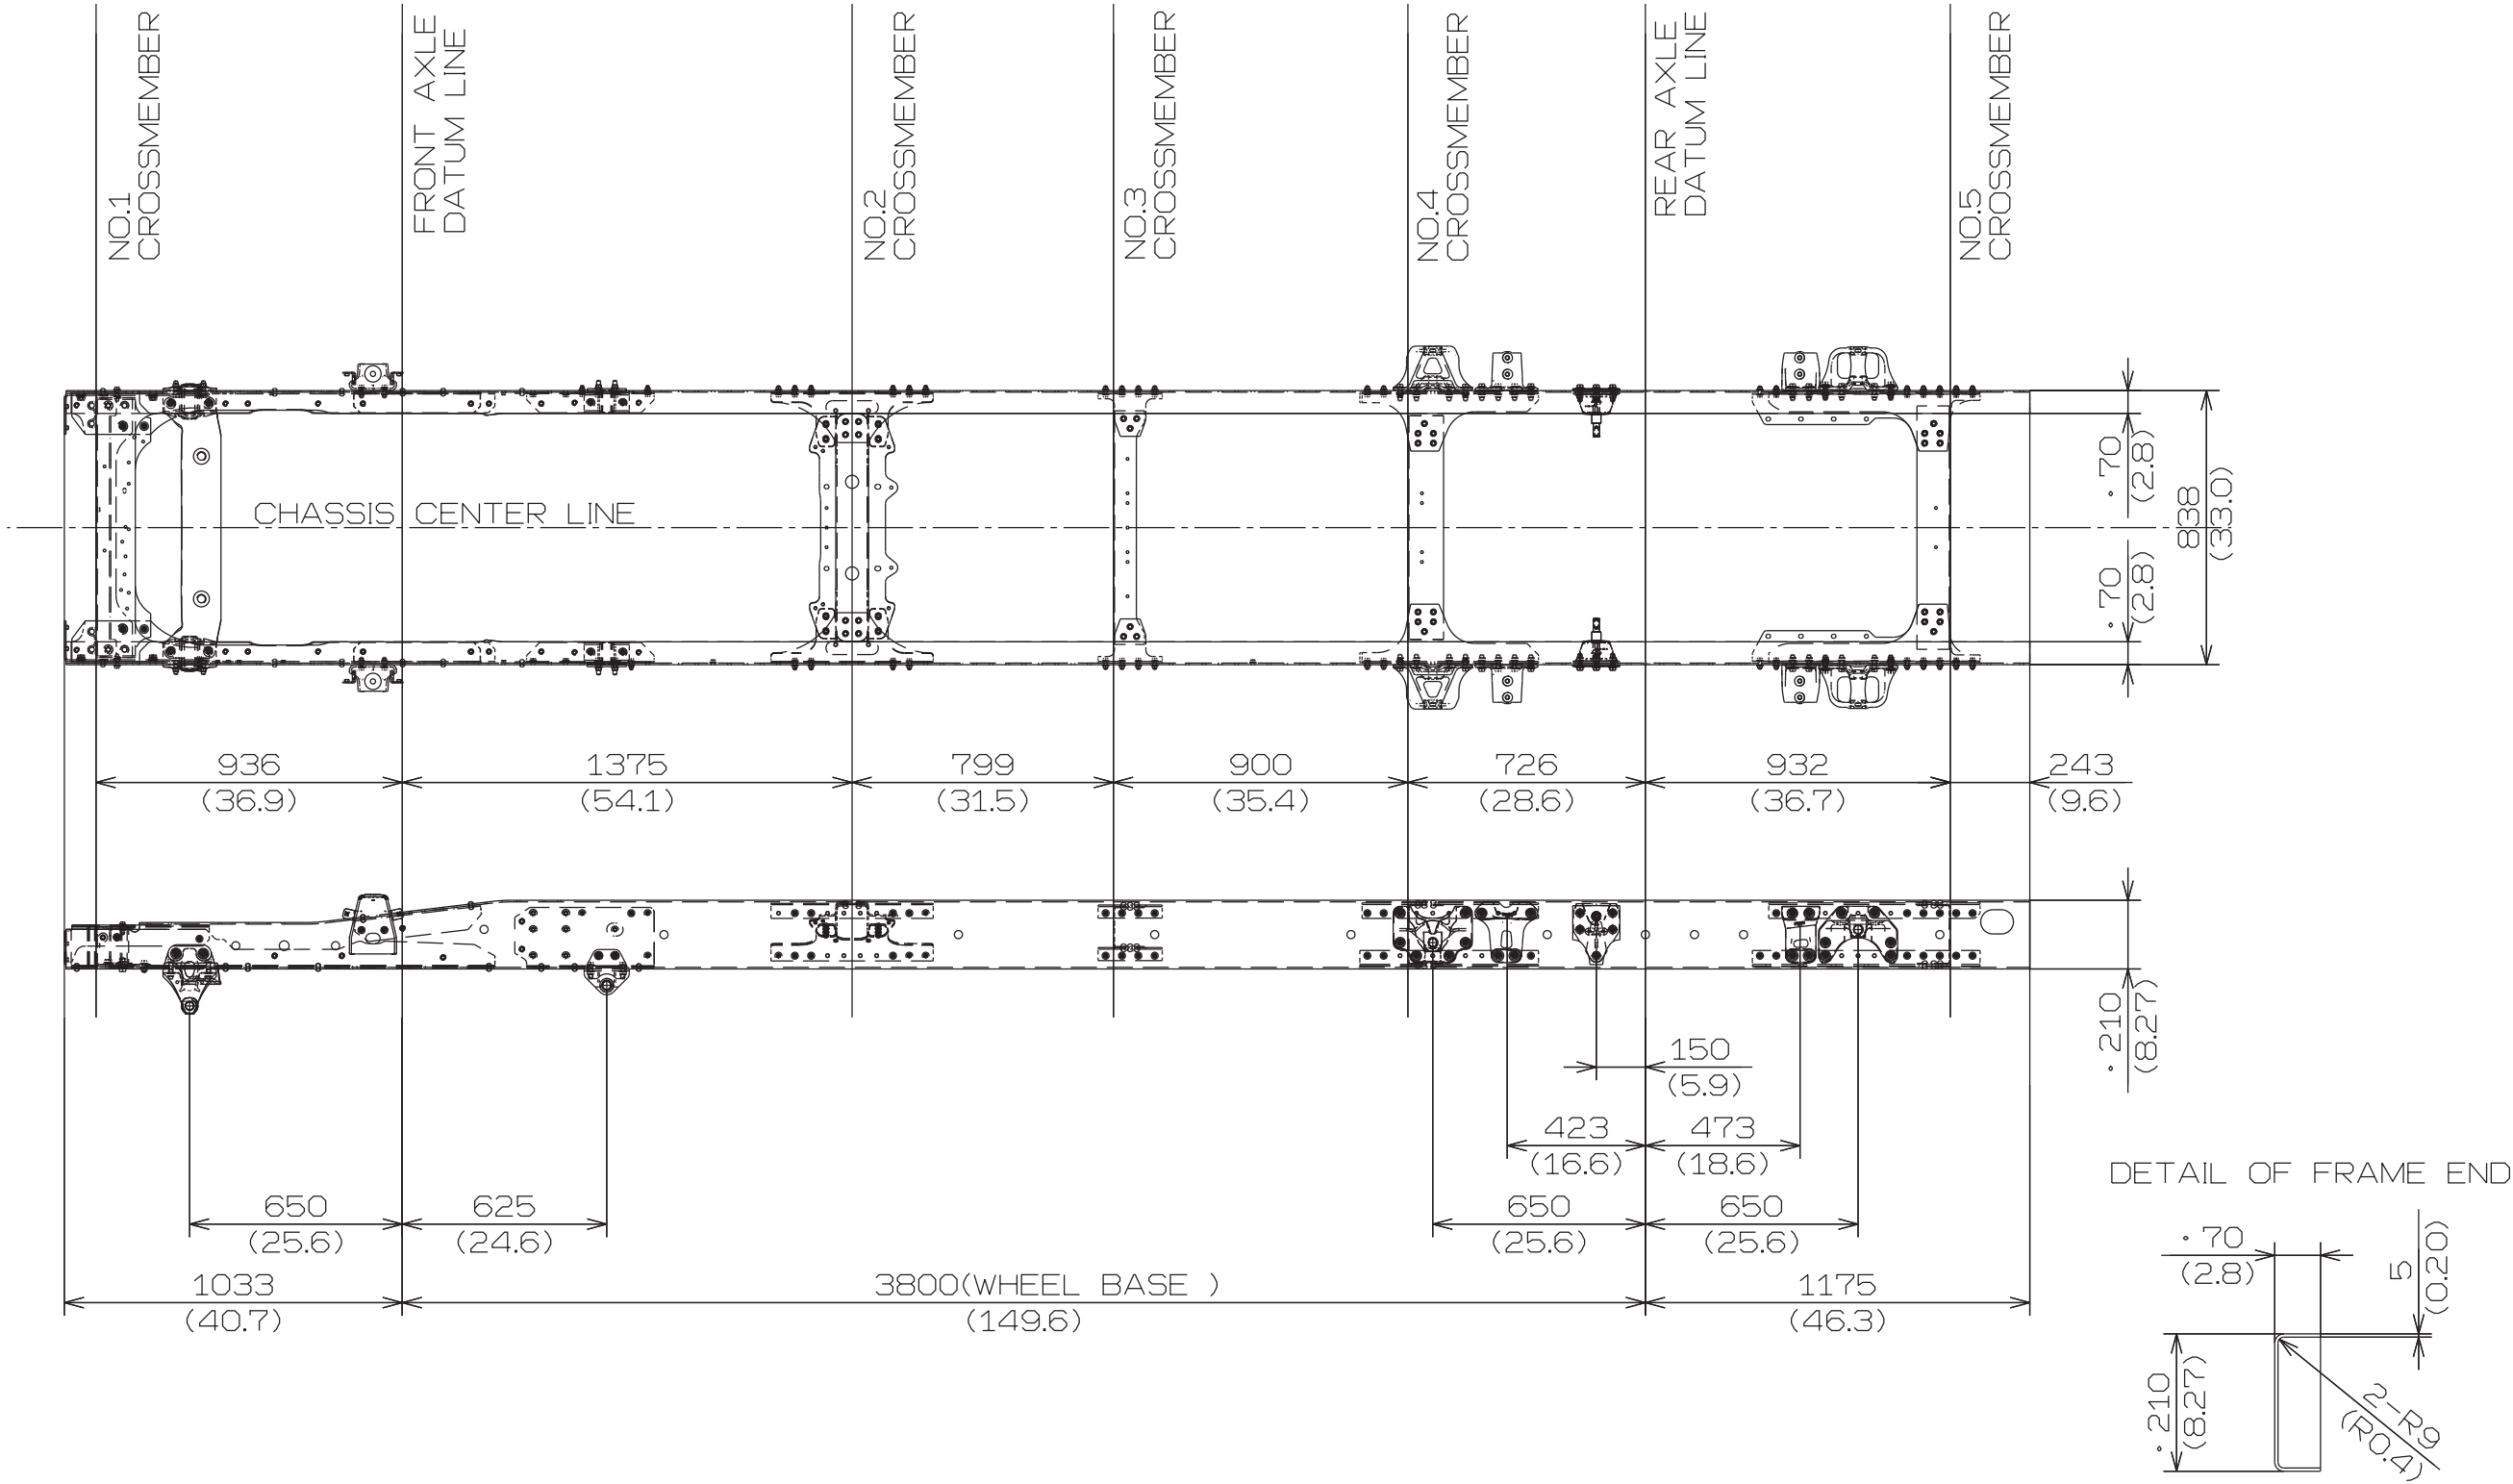 NO.1
CROSSMEMBER
FRONT AXLE
DATUM LINE
NO.2
CROSSMEMBER
NO.3
CROSSMEMBER
NO.4
CROSSMEMBER
REAR AXLE
DATUM LINE
NO.5
CROSSMEMBER
CHASSIS CENTER LINE
70
(2.8)
838
(33.0)
70
(2.8)
936
(36.9)
1375
(54.1)
799
(31.5)
900
(35.4)
726
(28.6)
932
(36.7)
243
(9.6)
210
(8.27)
150
(5.9)
423
(16.6)
473
(18.6)
650
(25.6)
625
(24.6)
650
(25.6)
650
(25.6)
1033
(40.7)
3800(WHEEL BASE )
(149.6)
1175
(46.3)
DETAIL OF FRAME END
70
(2.8)
5
(0.20)
210
(8.27)
2-R9
(R0.4)